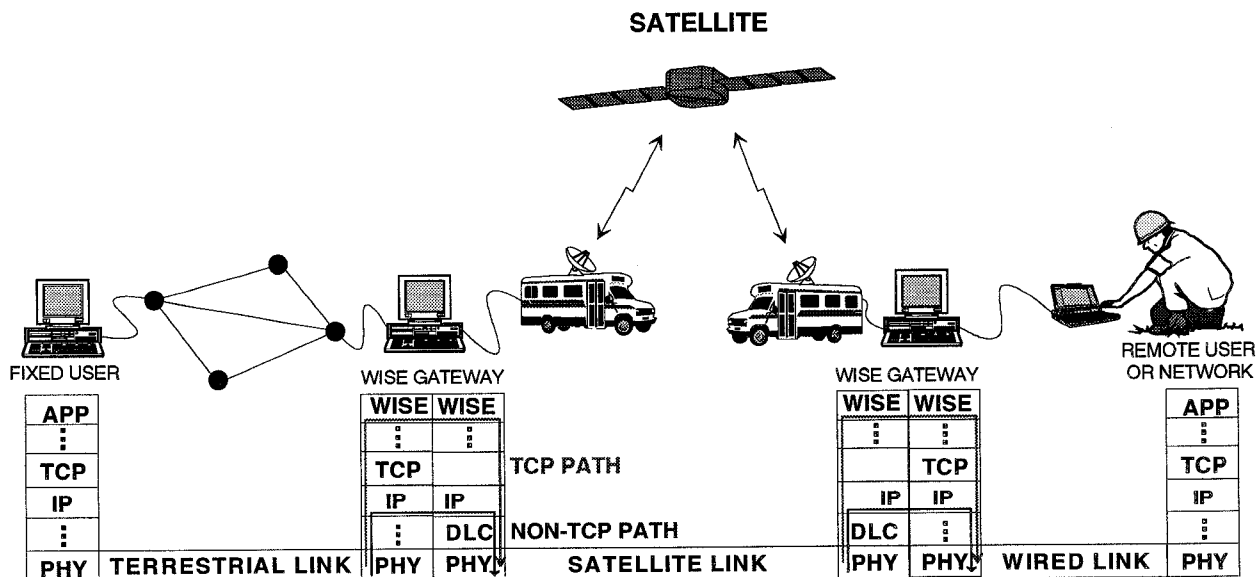 SATELLITE
FIXED USER
WISE GATEWAY
WISE GATEWAY
REMOTE USER
OR NETWORK
APP
TCP
IP
PHY
TERRESTRIAL LINK
WISE WISE
TCP
IP IP
DLC
PHY PHY
TCP PATH
NON-TCP PATH
SATELLITE LINK
WISE WISE
TCP
IP IP
DLC
PHY PHY
WIRED LINK
APP
TCP
IP
PHY